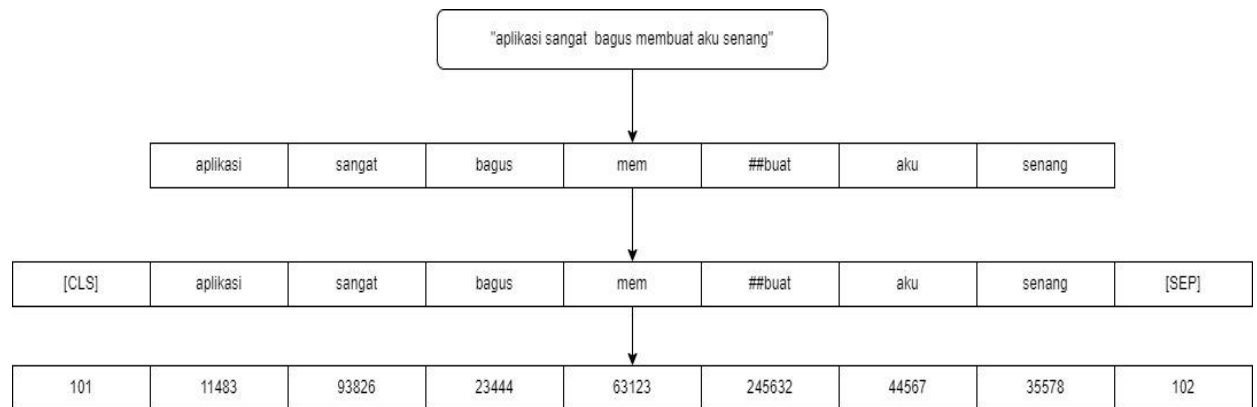 "aplikasi sangat  bagus membuat aku senang"
aplikasi sangat bagus mem ##buat aku senang
[CLS] aplikasi sangat bagus mem ##buat aku senang [SEP]
101 11483 93826 23444 63123 245632 44567 35578 102